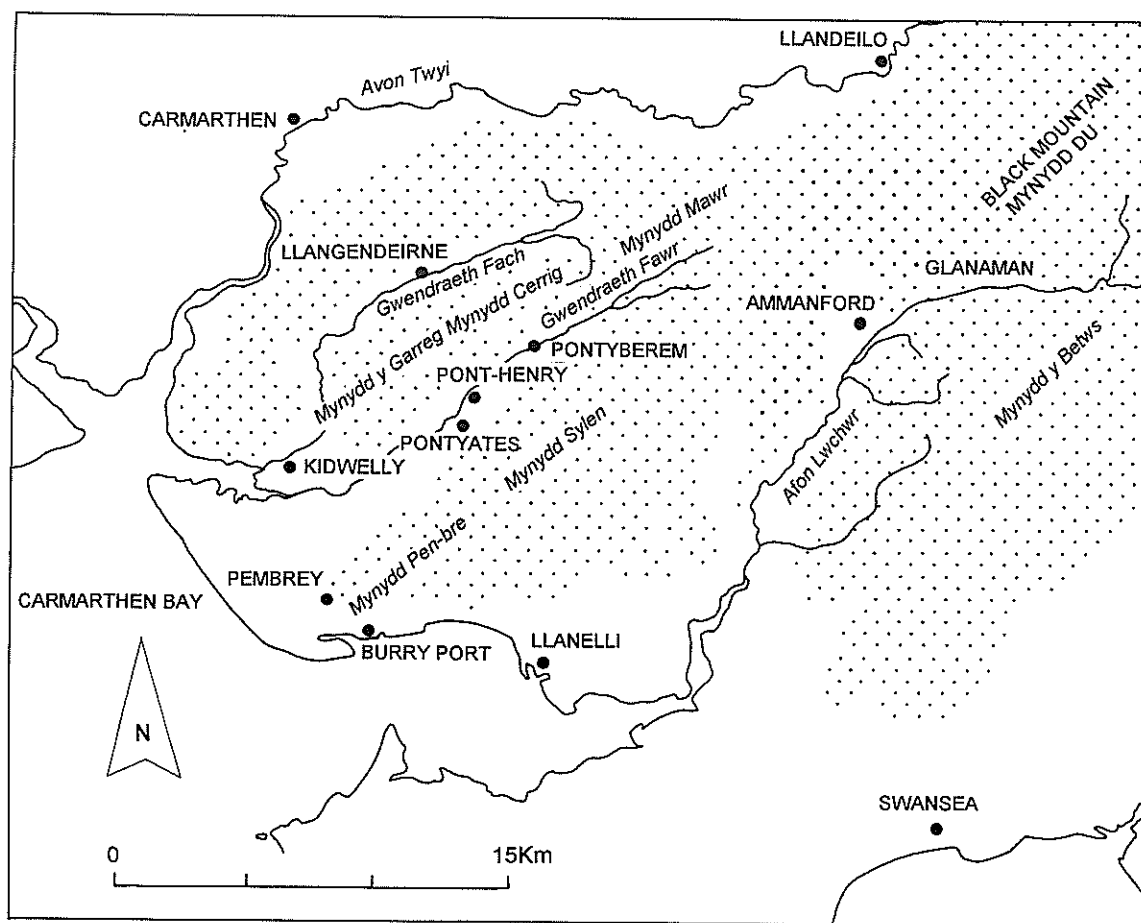 LLANDEILO
Avon Twyi
CARMARTHEN
BLACK MOUNTAIN
MYNYDD DU
Mynydd Mawr
LLANGENDEIRNE
Gwendraeth Fach
Mynydd y Garreg Mynydd Cerrig
Gwendraeth Fawr
GLANAMAN
AMMANFORD
PONTYBEREM
Mynydd y Betws
PONT-HENRY
PONTYATES
Mynydd Sylen
KIDWELLY
Afon Lwchwr
PEMBREY
Mynydd Pen-bre
CARMARTHEN BAY
BURRY PORT
LLANELLI
N
SWANSEA
0
15Km